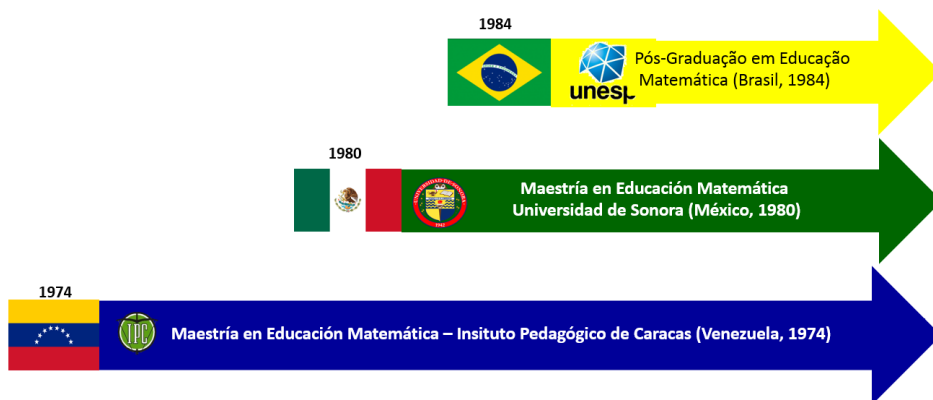 1984
unesp
Pós-Graduação em Educação
Matemática (Brasil, 1984)
1980
Maestría en Educación Matemática
Universidad de Sonora (México, 1980)
1974
IPC
Maestría en Educación Matemática – Insituto Pedagógico de Caracas (Venezuela, 1974)